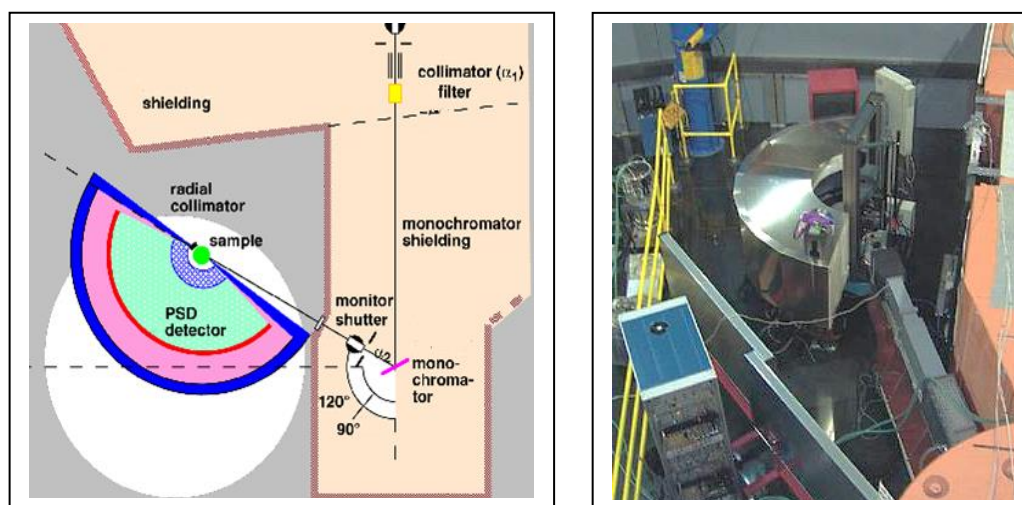 collimator (α₁)
filter
shielding
radial
collimator
sample
monochromator
shielding
monitor
shutter
PSD
detector
α2
mono-
chroma-
tor
120°
90°